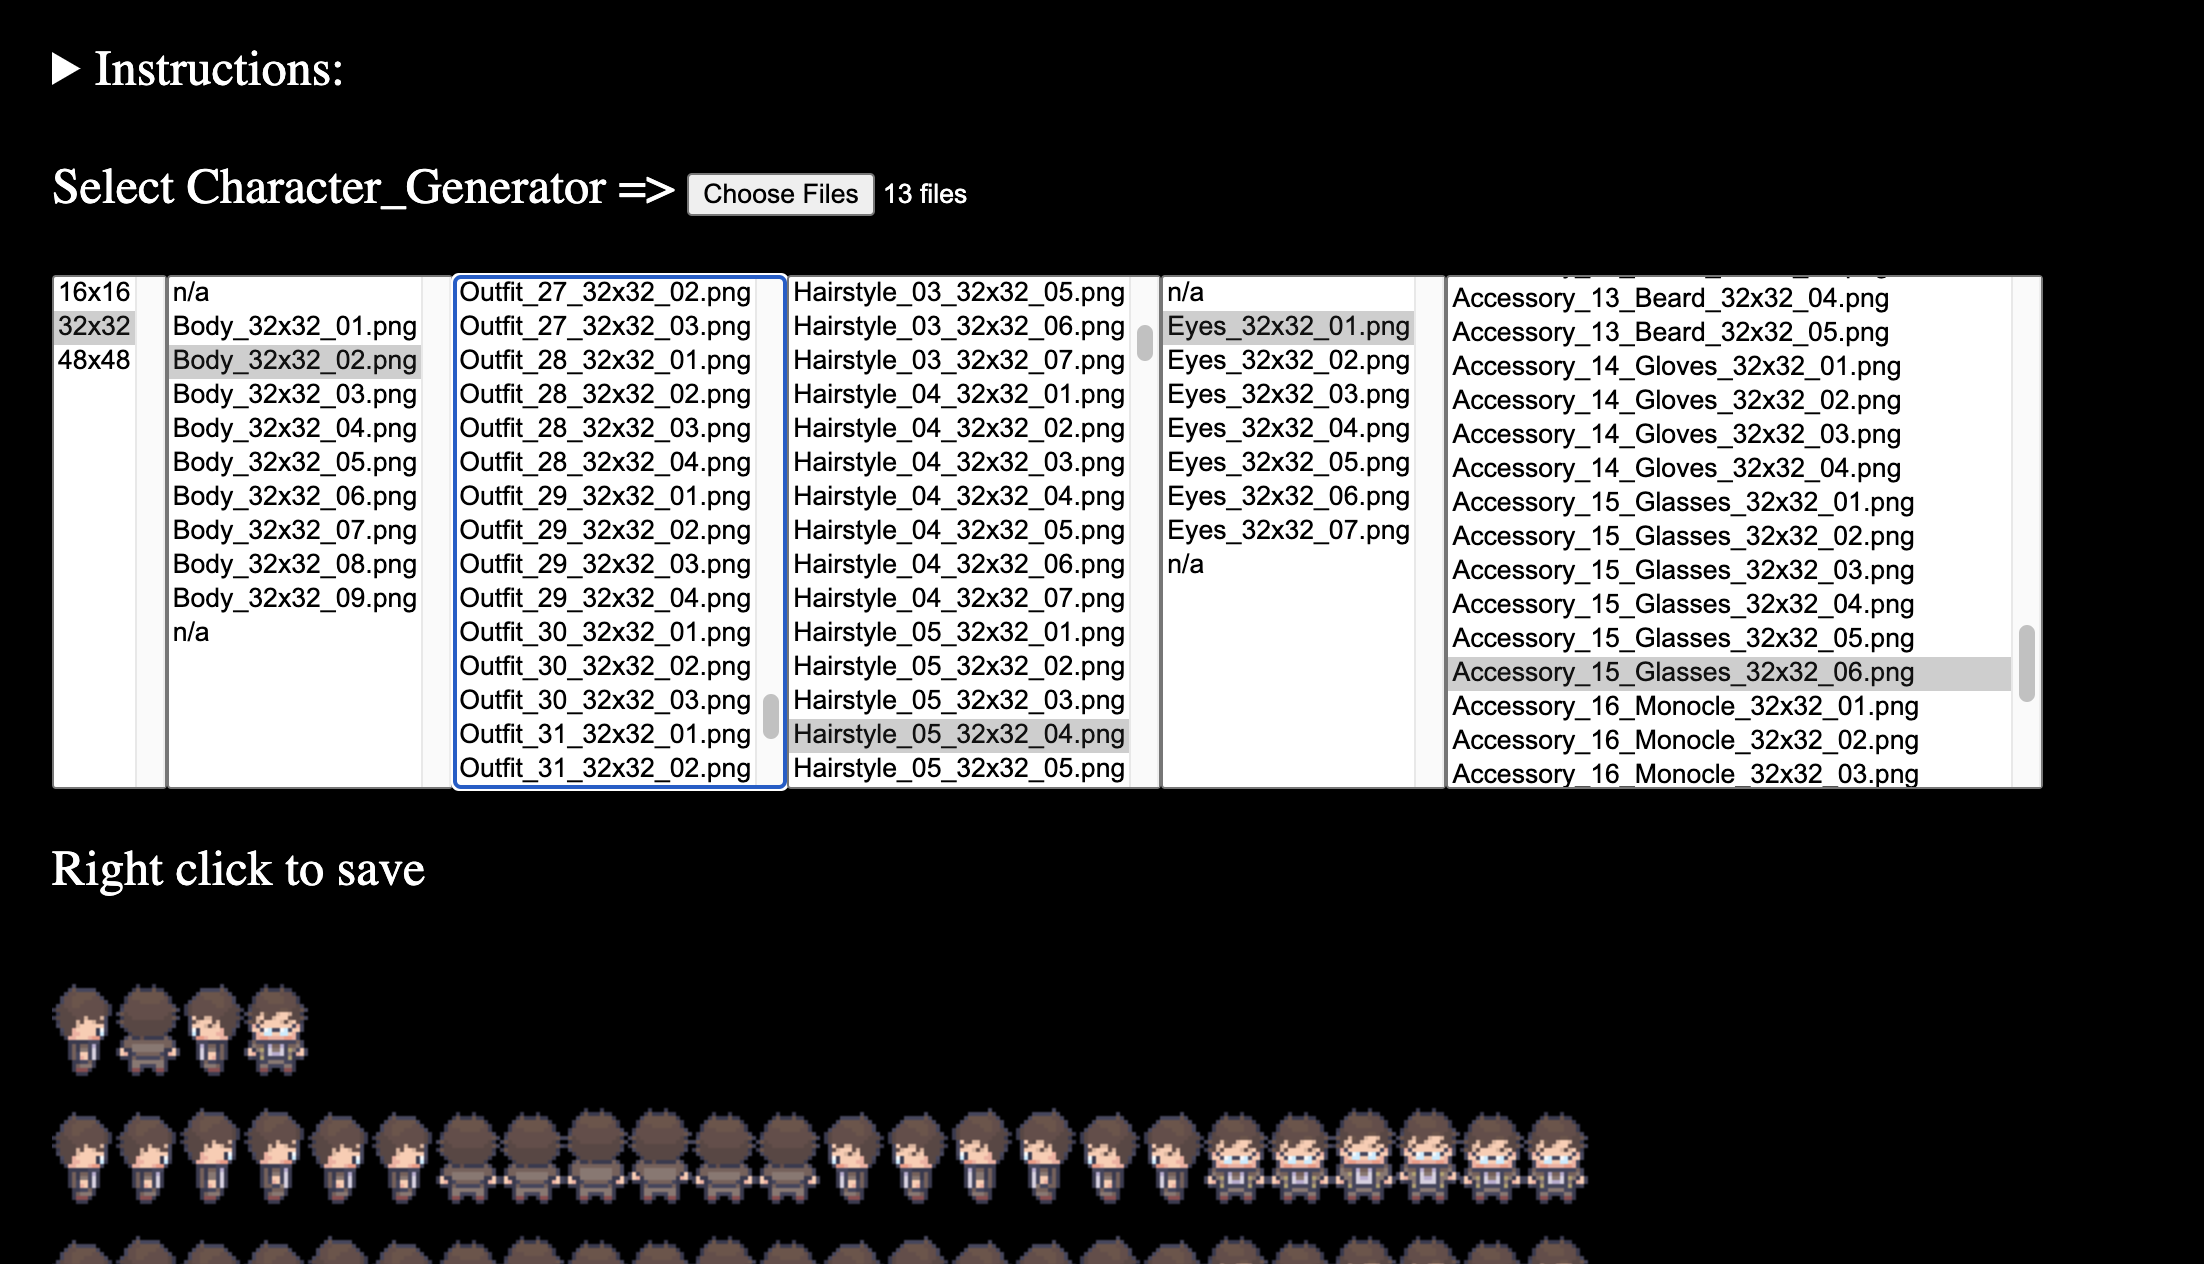 Instructions:
Select Character_Generator => Choose Files 13 files
16x16
32x32
48x48
n/a
Body_32x32_01.png
Body_32x32_02.png
Body_32x32_03.png
Body_32x32_04.png
Body_32x32_05.png
Body_32x32_06.png
Body_32x32_07.png
Body_32x32_08.png
Body_32x32_09.png
n/a
Outfit_27_32x32_02.png
Outfit_27_32x32_03.png
Outfit_28_32x32_01.png
Outfit_28_32x32_02.png
Outfit_28_32x32_03.png
Outfit_28_32x32_04.png
Outfit_29_32x32_01.png
Outfit_29_32x32_02.png
Outfit_29_32x32_03.png
Outfit_29_32x32_04.png
Outfit_30_32x32_01.png
Outfit_30_32x32_02.png
Outfit_30_32x32_03.png
Outfit_31_32x32_01.png
Outfit_31_32x32_02.png
Hairstyle_03_32x32_05.png
Hairstyle_03_32x32_06.png
Hairstyle_03_32x32_07.png
Hairstyle_04_32x32_01.png
Hairstyle_04_32x32_02.png
Hairstyle_04_32x32_03.png
Hairstyle_04_32x32_04.png
Hairstyle_04_32x32_05.png
Hairstyle_04_32x32_06.png
Hairstyle_04_32x32_07.png
Hairstyle_05_32x32_01.png
Hairstyle_05_32x32_02.png
Hairstyle_05_32x32_03.png
Hairstyle_05_32x32_04.png
Hairstyle_05_32x32_05.png
n/a
Eyes_32x32_01.png
Eyes_32x32_02.png
Eyes_32x32_03.png
Eyes_32x32_04.png
Eyes_32x32_05.png
Eyes_32x32_06.png
Eyes_32x32_07.png
n/a
Accessory_13_Beard_32x32_04.png
Accessory_13_Beard_32x32_05.png
Accessory_14_Gloves_32x32_01.png
Accessory_14_Gloves_32x32_02.png
Accessory_14_Gloves_32x32_03.png
Accessory_14_Gloves_32x32_04.png
Accessory_15_Glasses_32x32_01.png
Accessory_15_Glasses_32x32_02.png
Accessory_15_Glasses_32x32_03.png
Accessory_15_Glasses_32x32_04.png
Accessory_15_Glasses_32x32_05.png
Accessory_15_Glasses_32x32_06.png
Accessory_16_Monocle_32x32_01.png
Accessory_16_Monocle_32x32_02.png
Accessory_16_Monocle_32x32_03.png
Right click to save